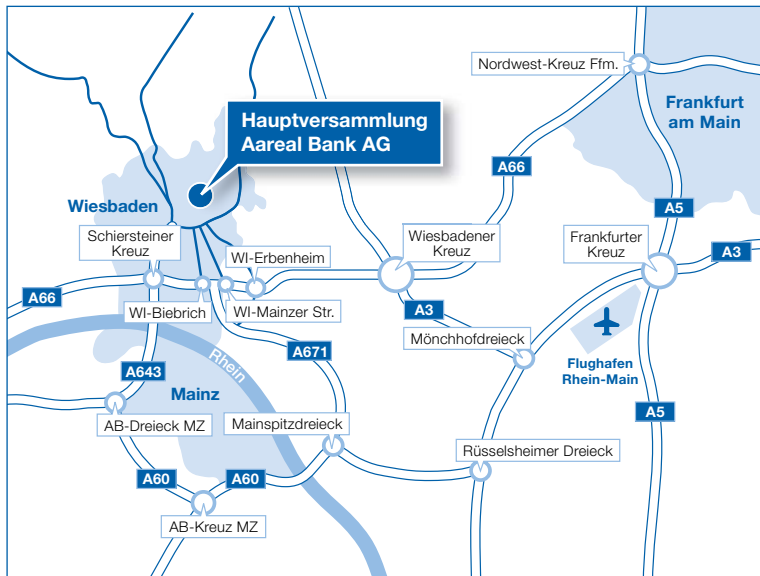 Nordwest-Kreuz Ffm.
Frankfurt
am Main
Hauptversammlung
Aareal Bank AG
A66
Wiesbaden
A5
Schiersteiner
Kreuz
Wiesbadener
Kreuz
Frankfurter
Kreuz
A3
WI-Erbenheim
A66
WI-Biebrich
WI-Mainzer Str.
A3
Mönchhofdreieck
Rhein
A671
A643
Flughafen
Rhein-Main
Mainz
A5
AB-Dreieck MZ
Mainspitzdreieck
Rüsselsheimer Dreieck
A60
A60
AB-Kreuz MZ